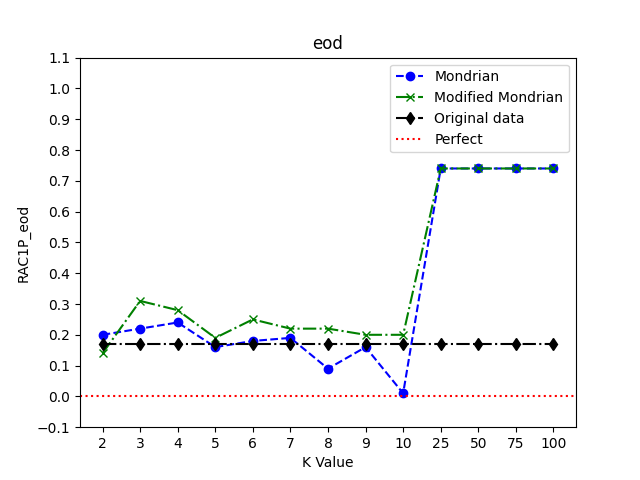 eod
1.1
1.0
0.9
0.8
0.7
0.6
0.5
0.4
0.3
0.2
0.1
0.0
−0.1
RAC1P_eod
Mondrian
Modified Mondrian
Original data
Perfect
2 3 4 5 6 7 8 9 10 25 50 75 100
K Value